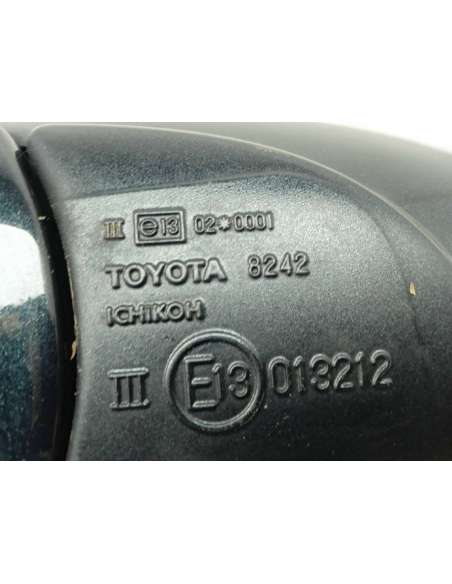 III e13 02*0001
TOYOTA 8242
ICHIKOH
III E13 013212